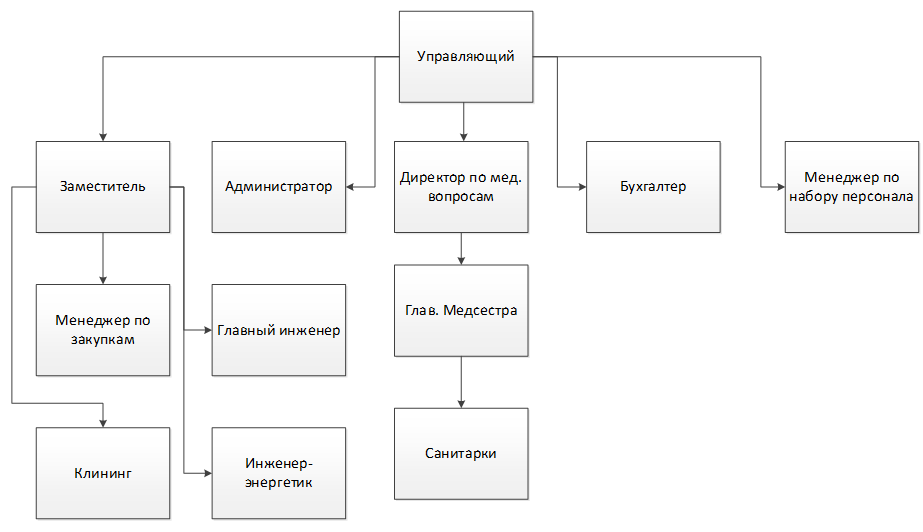 Управляющий
Заместитель
Администратор
Директор по мед.
вопросам
Бухгалтер
Менеджер по
набору персонала
Менеджер по
закупкам
Главный инженер
Глав. Медсестра
Клининг
Инженер-
энергетик
Санитарки